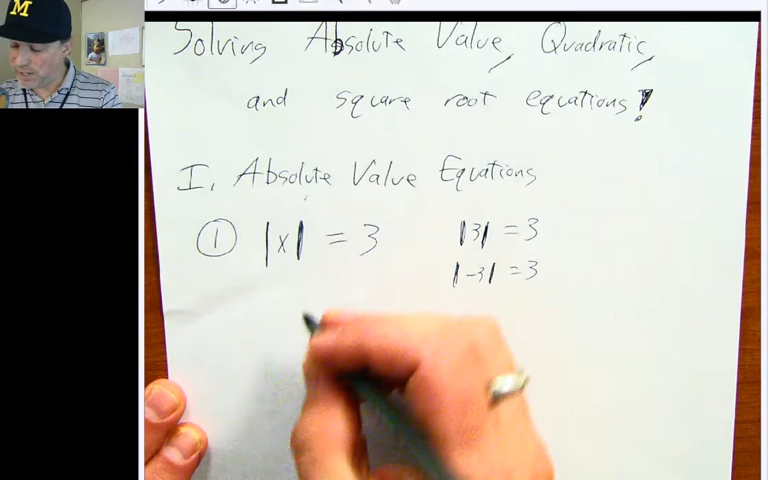 M
Solving Absolute Value, Quadratic,
and square root equations!
I. Absolute Value Equations
① |x| = 3
|3| = 3
|-3| = 3